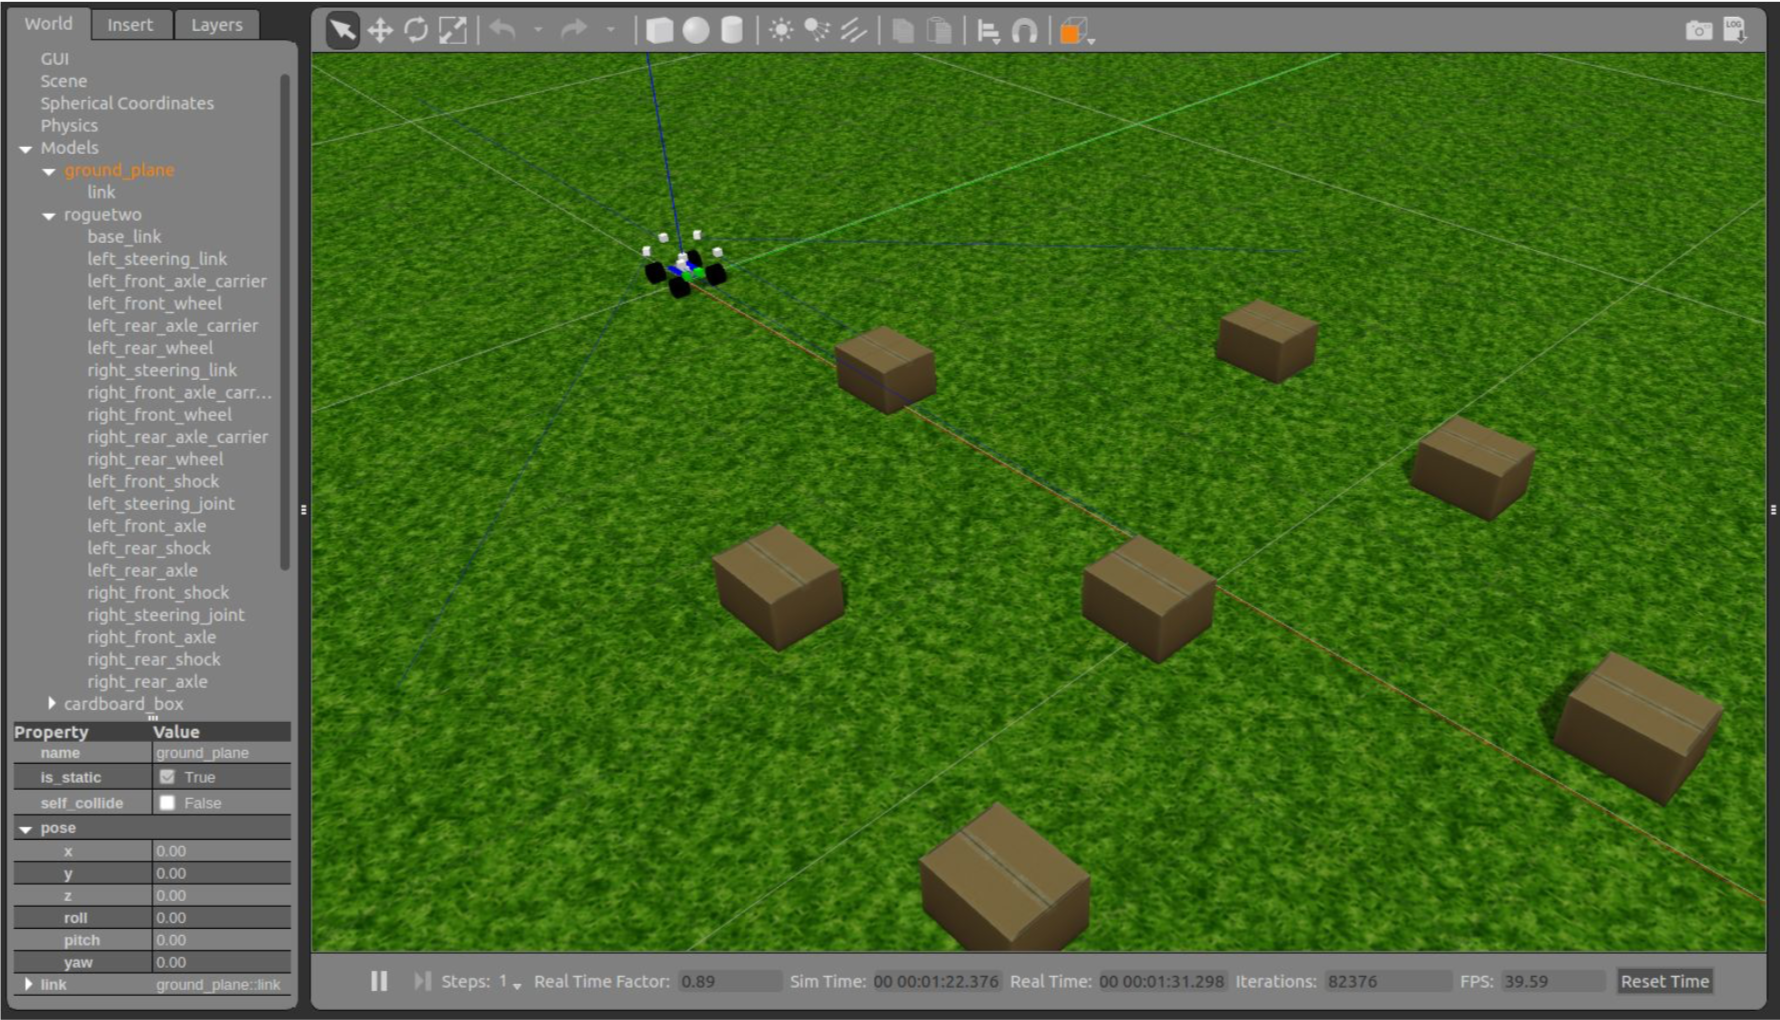 World Insert Layers
LOG
GUI
Scene
Spherical Coordinates
Physics
Models
ground_plane
link
roguetwo
base_link
left_steering_link
left_front_axle_carrier
left_front_wheel
left_rear_axle_carrier
left_rear_wheel
right_steering_link
right_front_axle_carr...
right_front_wheel
right_rear_axle_carrier
right_rear_wheel
left_front_shock
left_steering_joint
left_front_axle
left_rear_shock
left_rear_axle
right_front_shock
right_steering_joint
right_front_axle
right_rear_shock
right_rear_axle
cardboard_box
Property Value
name ground_plane
is_static True
self_collide False
pose
x 0.00
y 0.00
z 0.00
roll 0.00
pitch 0.00
yaw 0.00
link ground_plane::link
Steps: 1 Real Time Factor: 0.89 Sim Time: 00 00:01:22.376 Real Time: 00 00:01:31.298 Iterations: 82376 FPS: 39.59 Reset Time